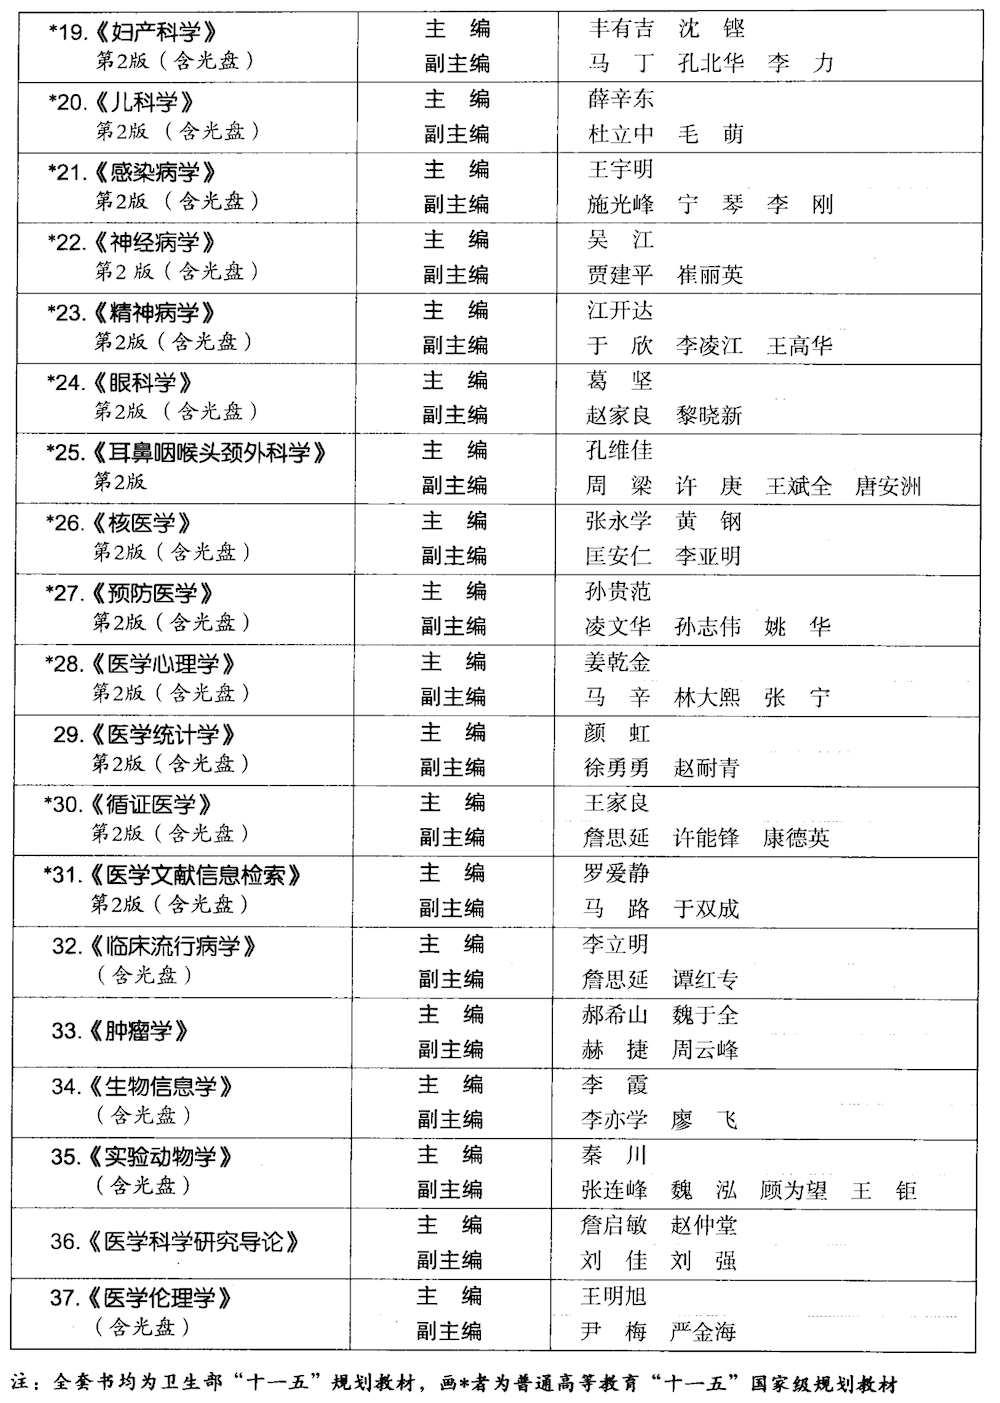 *19.《妇产科学》 主　编 丰有吉　沈　铿
第2版（含光盘） 副主编 马　丁　孔北华　李　力
*20.《儿科学》 主　编 薛辛东
第2版（含光盘） 副主编 杜立中　毛　萌
*21.《感染病学》 主　编 王宇明
第2版（含光盘） 副主编 施光峰　宁　琴　李　刚
*22.《神经病学》 主　编 吴　江
第2 版（含光盘） 副主编 贾建平　崔丽英
*23.《精神病学》 主　编 江开达
第2版（含光盘） 副主编 于　欣　李凌江　王高华
*24.《眼科学》 主　编 葛　坚
第2版（含光盘） 副主编 赵家良　黎晓新
*25.《耳鼻咽喉头颈外科学》 主　编 孔维佳
第2版 副主编 周　梁　许　庚　王斌全　唐安洲
*26.《核医学》 主　编 张永学　黄　钢
第2版（含光盘） 副主编 匡安仁　李亚明
*27.《预防医学》 主　编 孙贵范
第2版（含光盘） 副主编 凌文华　孙志伟　姚　华
*28.《医学心理学》 主　编 姜乾金
第2版（含光盘） 副主编 马　辛　林大熙　张　宁
29.《医学统计学》 主　编 颜　虹
第2版（含光盘） 副主编 徐勇勇　赵耐青
*30.《循证医学》 主　编 王家良
第2版（含光盘） 副主编 詹思延　许能锋　康德英
*31.《医学文献信息检索》 主　编 罗爱静
第2版（含光盘） 副主编 马　路　于双成
32.《临床流行病学》 主　编 李立明
（含光盘） 副主编 詹思延　谭红专
33.《肿瘤学》 主　编 郝希山　魏于全
副主编 赫　捷　周云峰
34.《生物信息学》 主　编 李　霞
（含光盘） 副主编 李亦学　廖　飞
35.《实验动物学》 主　编 秦　川
（含光盘） 副主编 张连峰　魏　泓　顾为望　王　钜
36.《医学科学研究导论》 主　编 詹启敏　赵仲堂
副主编 刘　佳　刘　强
37.《医学伦理学》 主　编 王明旭
（含光盘） 副主编 尹　梅　严金海
注：全套书均为卫生部“十一五”规划教材，画*者为普通高等教育“十一五”国家级规划教材